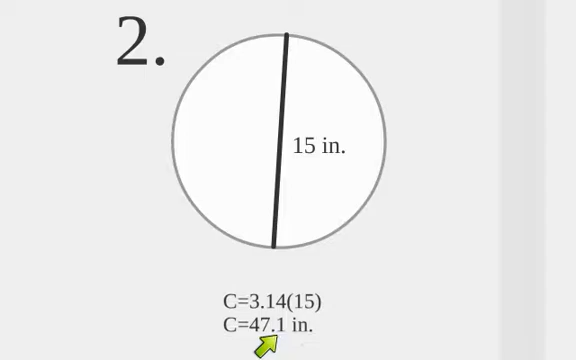 2.
15 in.
C=3.14(15)
C=47.1 in.